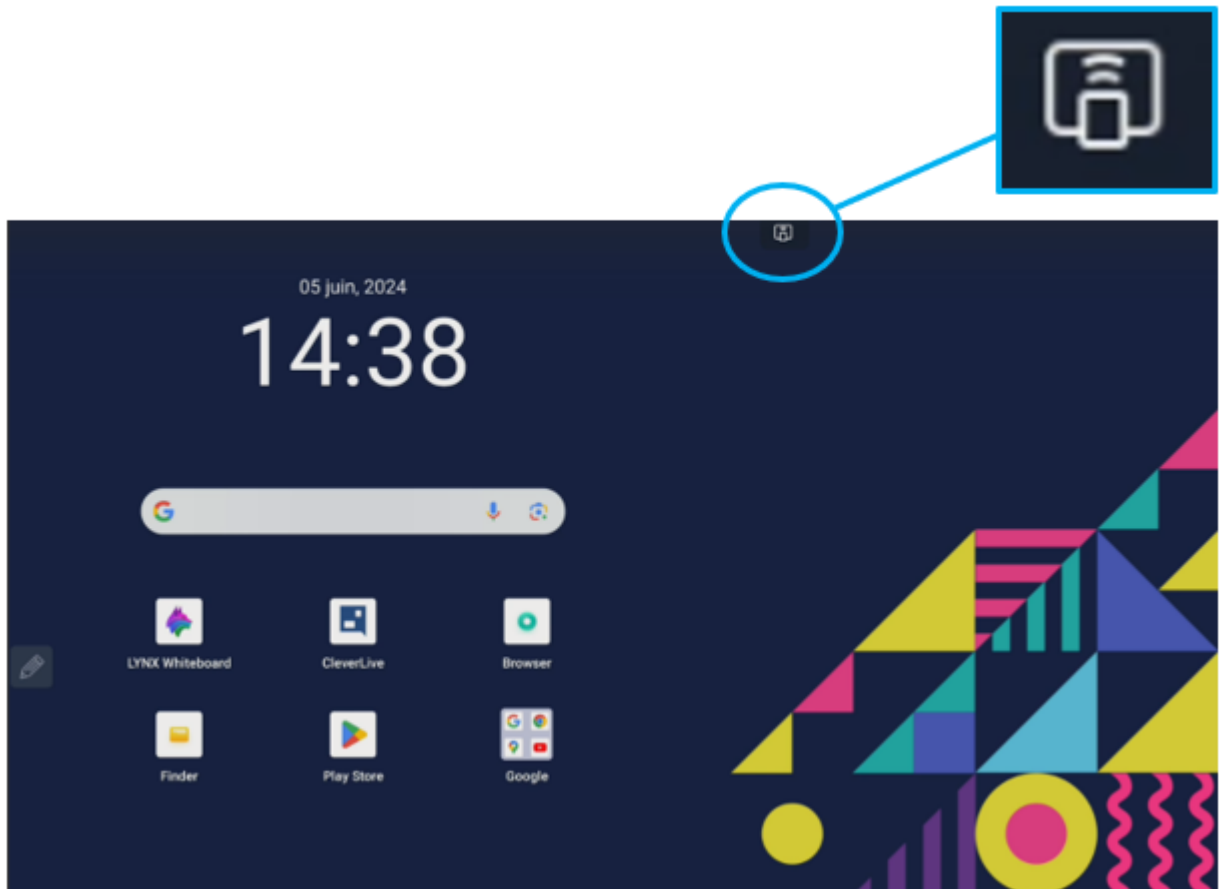 05 juin, 2024
14:38
LYNX Whiteboard
CleverLive
Browser
Finder
Play Store
Google